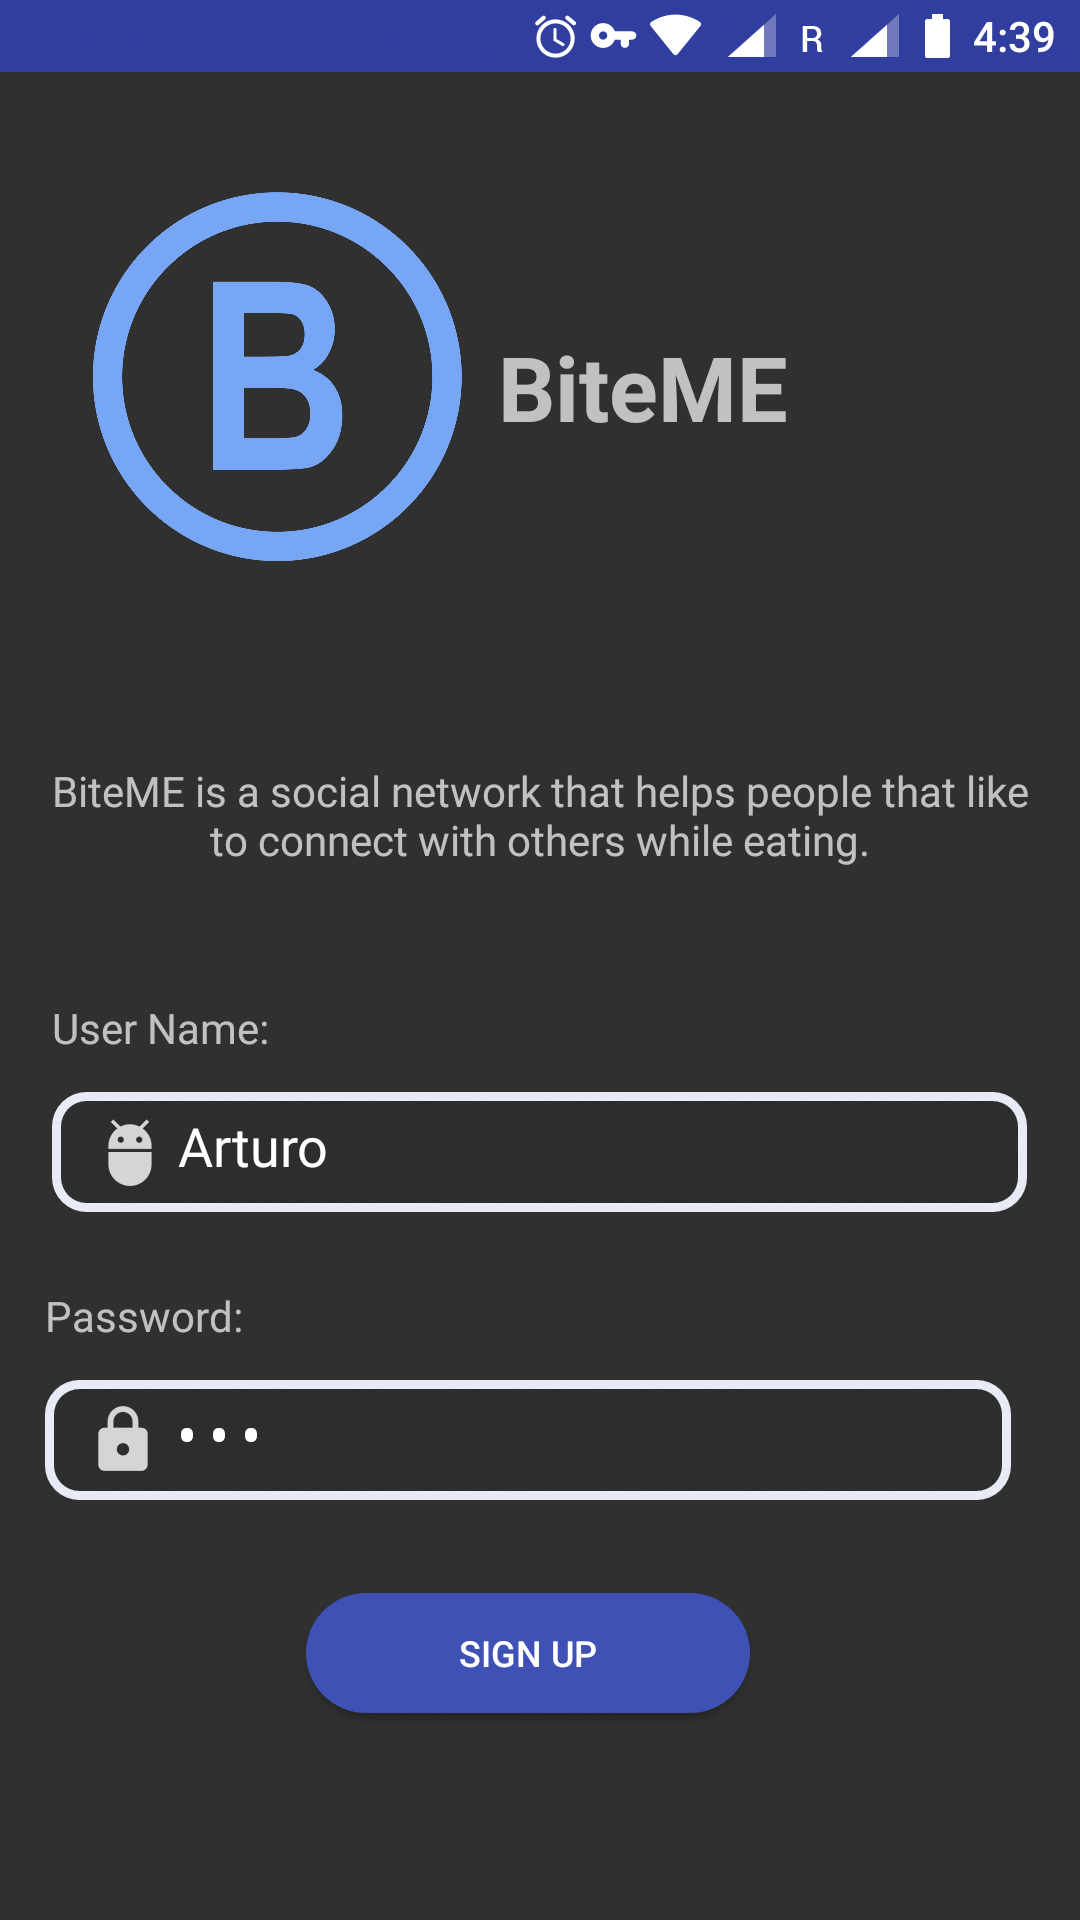 R 4:39
B
BiteME
BiteME is a social network that helps people that like
to connect with others while eating.
User Name:
Arturo
Password:
•••
SIGN UP